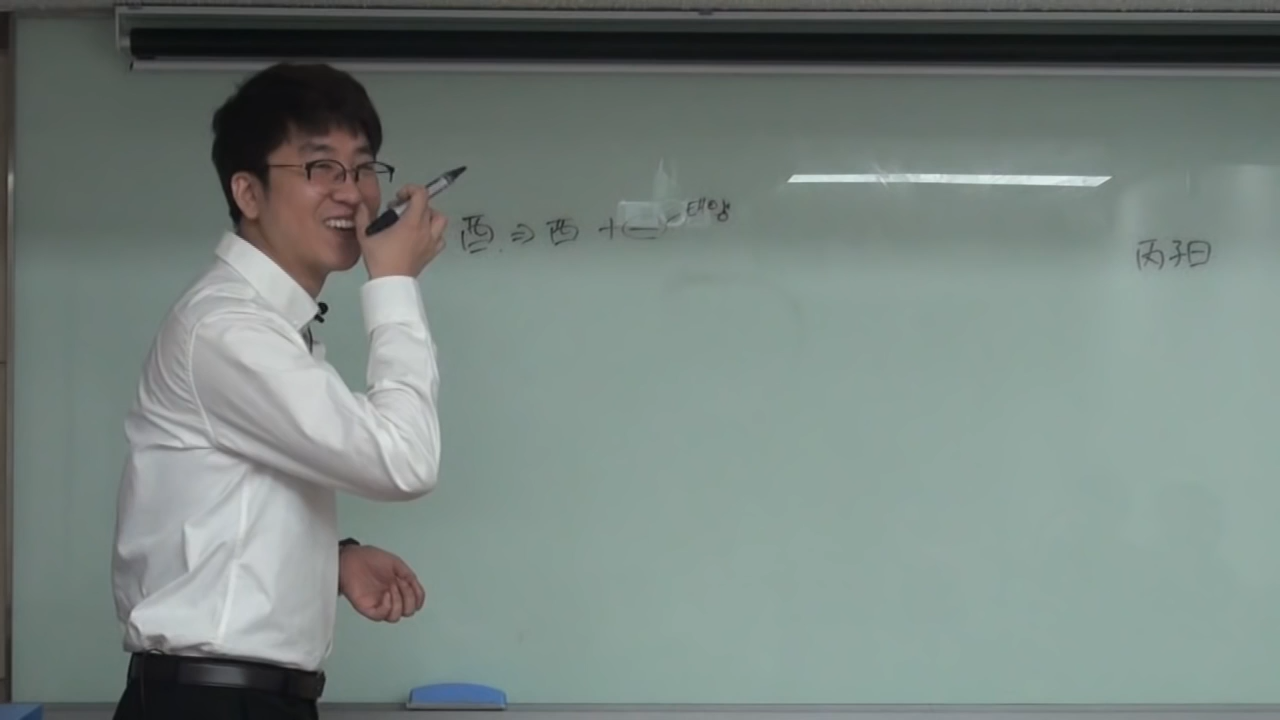 酉 ⇒ 西 + 一 태양
丙子日